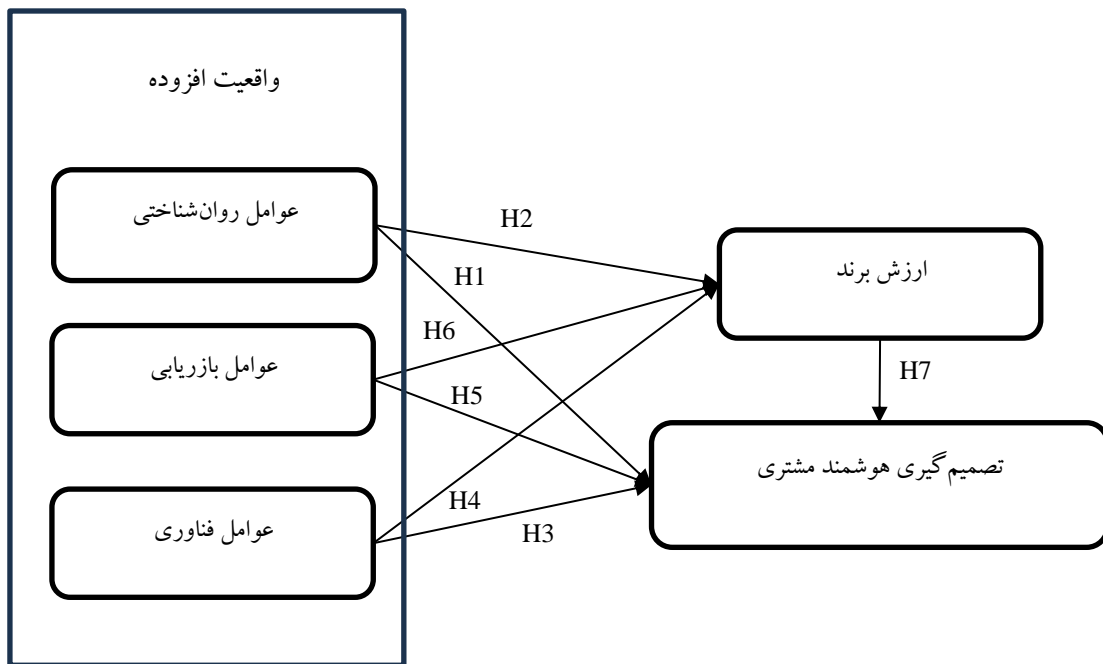 واقعیت افزوده
عوامل روان‌شناختی
عوامل بازریابی
عوامل فناوری
H2
H1
H6
H5
H4
H3
ارزش برند
H7
تصمیم‌گیری هوشمند مشتری